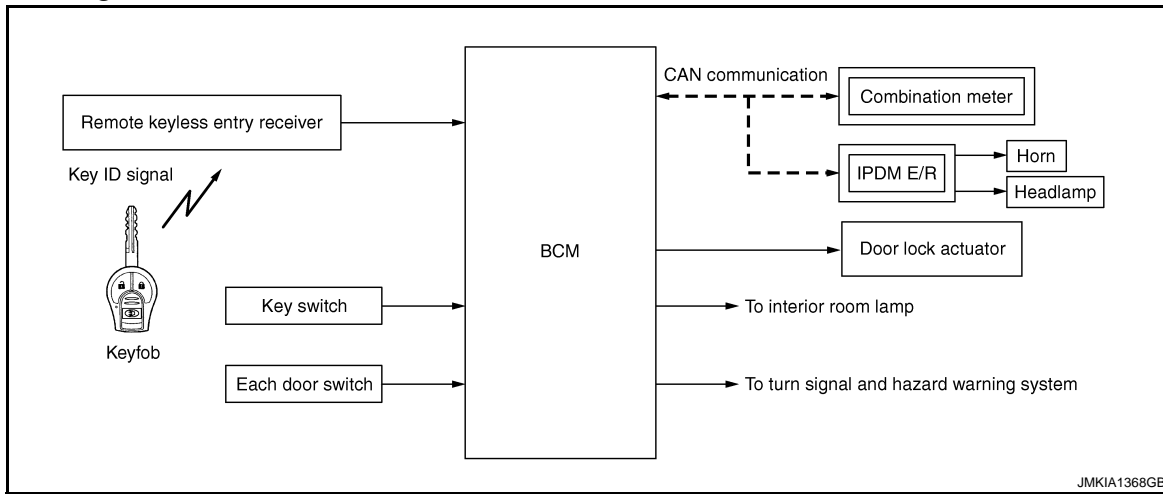 CAN communication
Combination meter
Remote keyless entry receiver
Horn
Key ID signal
IPDM E/R
Headlamp
BCM
Door lock actuator
Key switch
To interior room lamp
Keyfob
Each door switch
To turn signal and hazard warning system
JMKIA1368GB